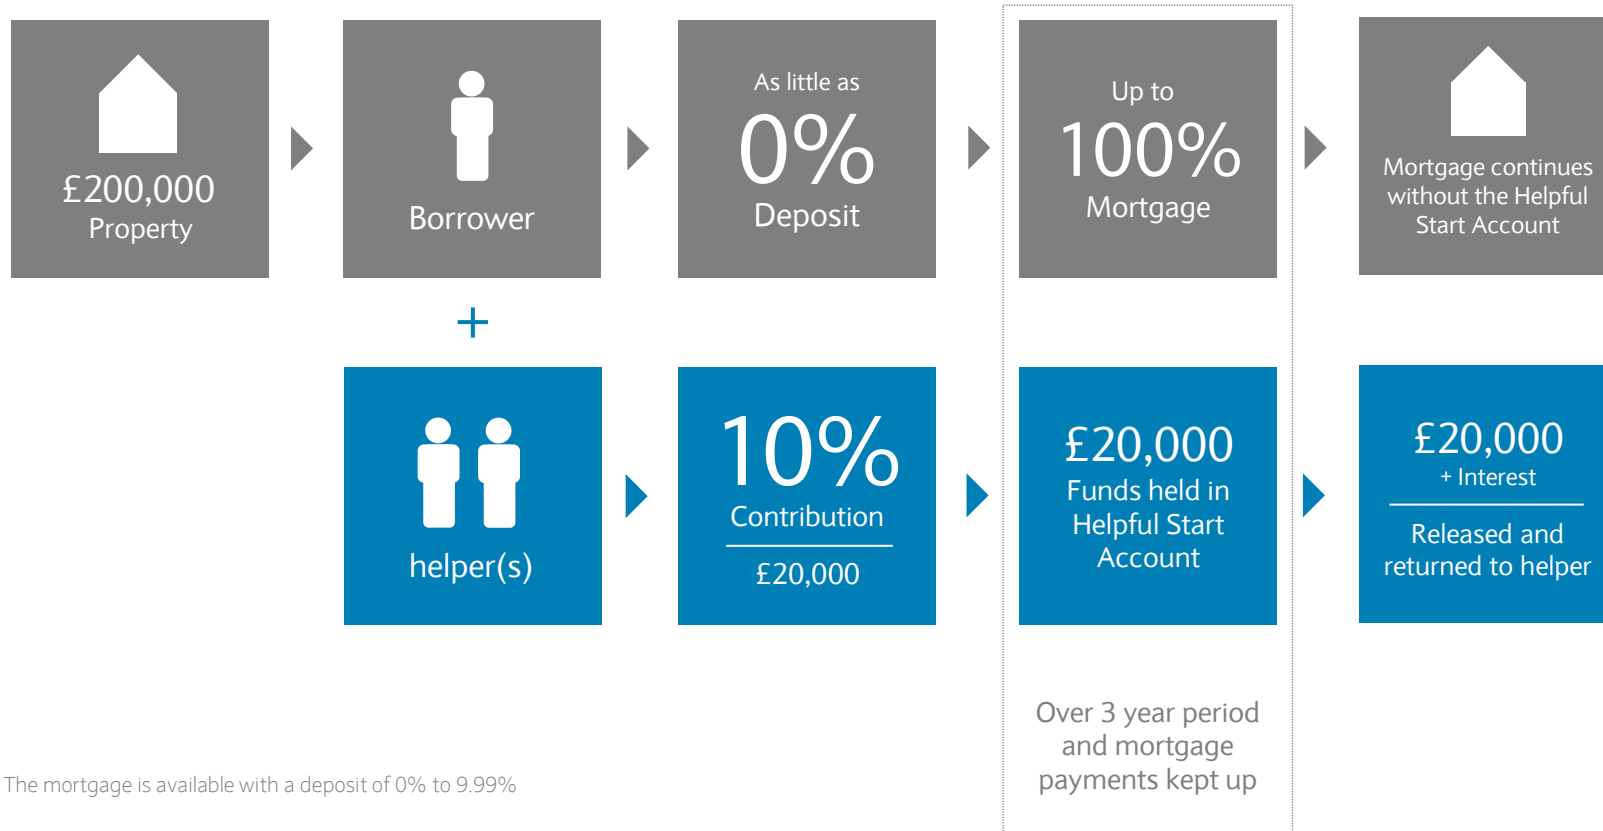 £200,000
Property
Borrower
As little as
0%
Deposit
Up to
100%
Mortgage
Mortgage continues
without the Helpful
Start Account
+
helper(s)
10%
Contribution
£20,000
£20,000
Funds held in
Helpful Start
Account
£20,000
+ Interest
Released and
returned to helper
Over 3 year period
and mortgage
payments kept up
The mortgage is available with a deposit of 0% to 9.99%